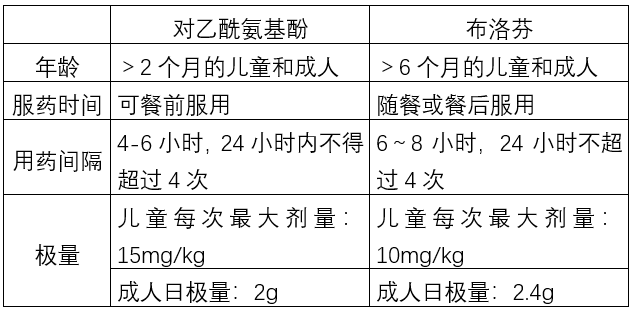 对乙酰氨基酚 布洛芬
年龄 >2个月的儿童和成人 >6个月的儿童和成人
服药时间 可餐前服用 随餐或餐后服用
用药间隔 4-6小时，24小时内不得 6~8小时，24小时不超
超过4次 过4次
极量 儿童每次最大剂量： 儿童每次最大剂量：
15mg/kg 10mg/kg
成人日极量：2g 成人日极量：2.4g